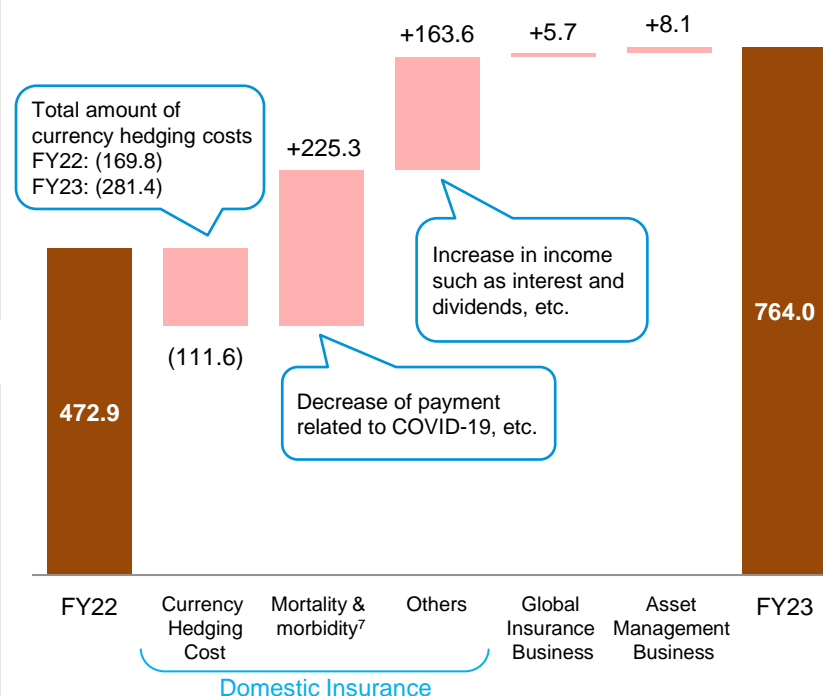 +163.6
+5.7
+8.1
Total amount of
currency hedging costs
FY22: (169.8)
FY23: (281.4)
+225.3
Increase in income
such as interest and
dividends, etc.
764.0
(111.6)
Decrease of payment
related to COVID-19, etc.
472.9
FY22
Currency
Hedging
Cost
Mortality &
morbidity⁷
Others
Global
Insurance
Business
Asset
Management
Business
FY23
Domestic Insurance